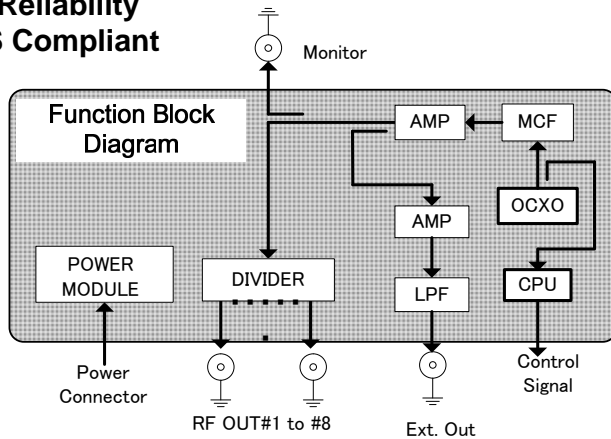 Reliability
S Compliant
Monitor
Function Block
Diagram
AMP
MCF
OCXO
AMP
POWER
MODULE
DIVIDER
LPF
CPU
Power
Connector
RF OUT#1 to #8
Ext. Out
Control
Signal